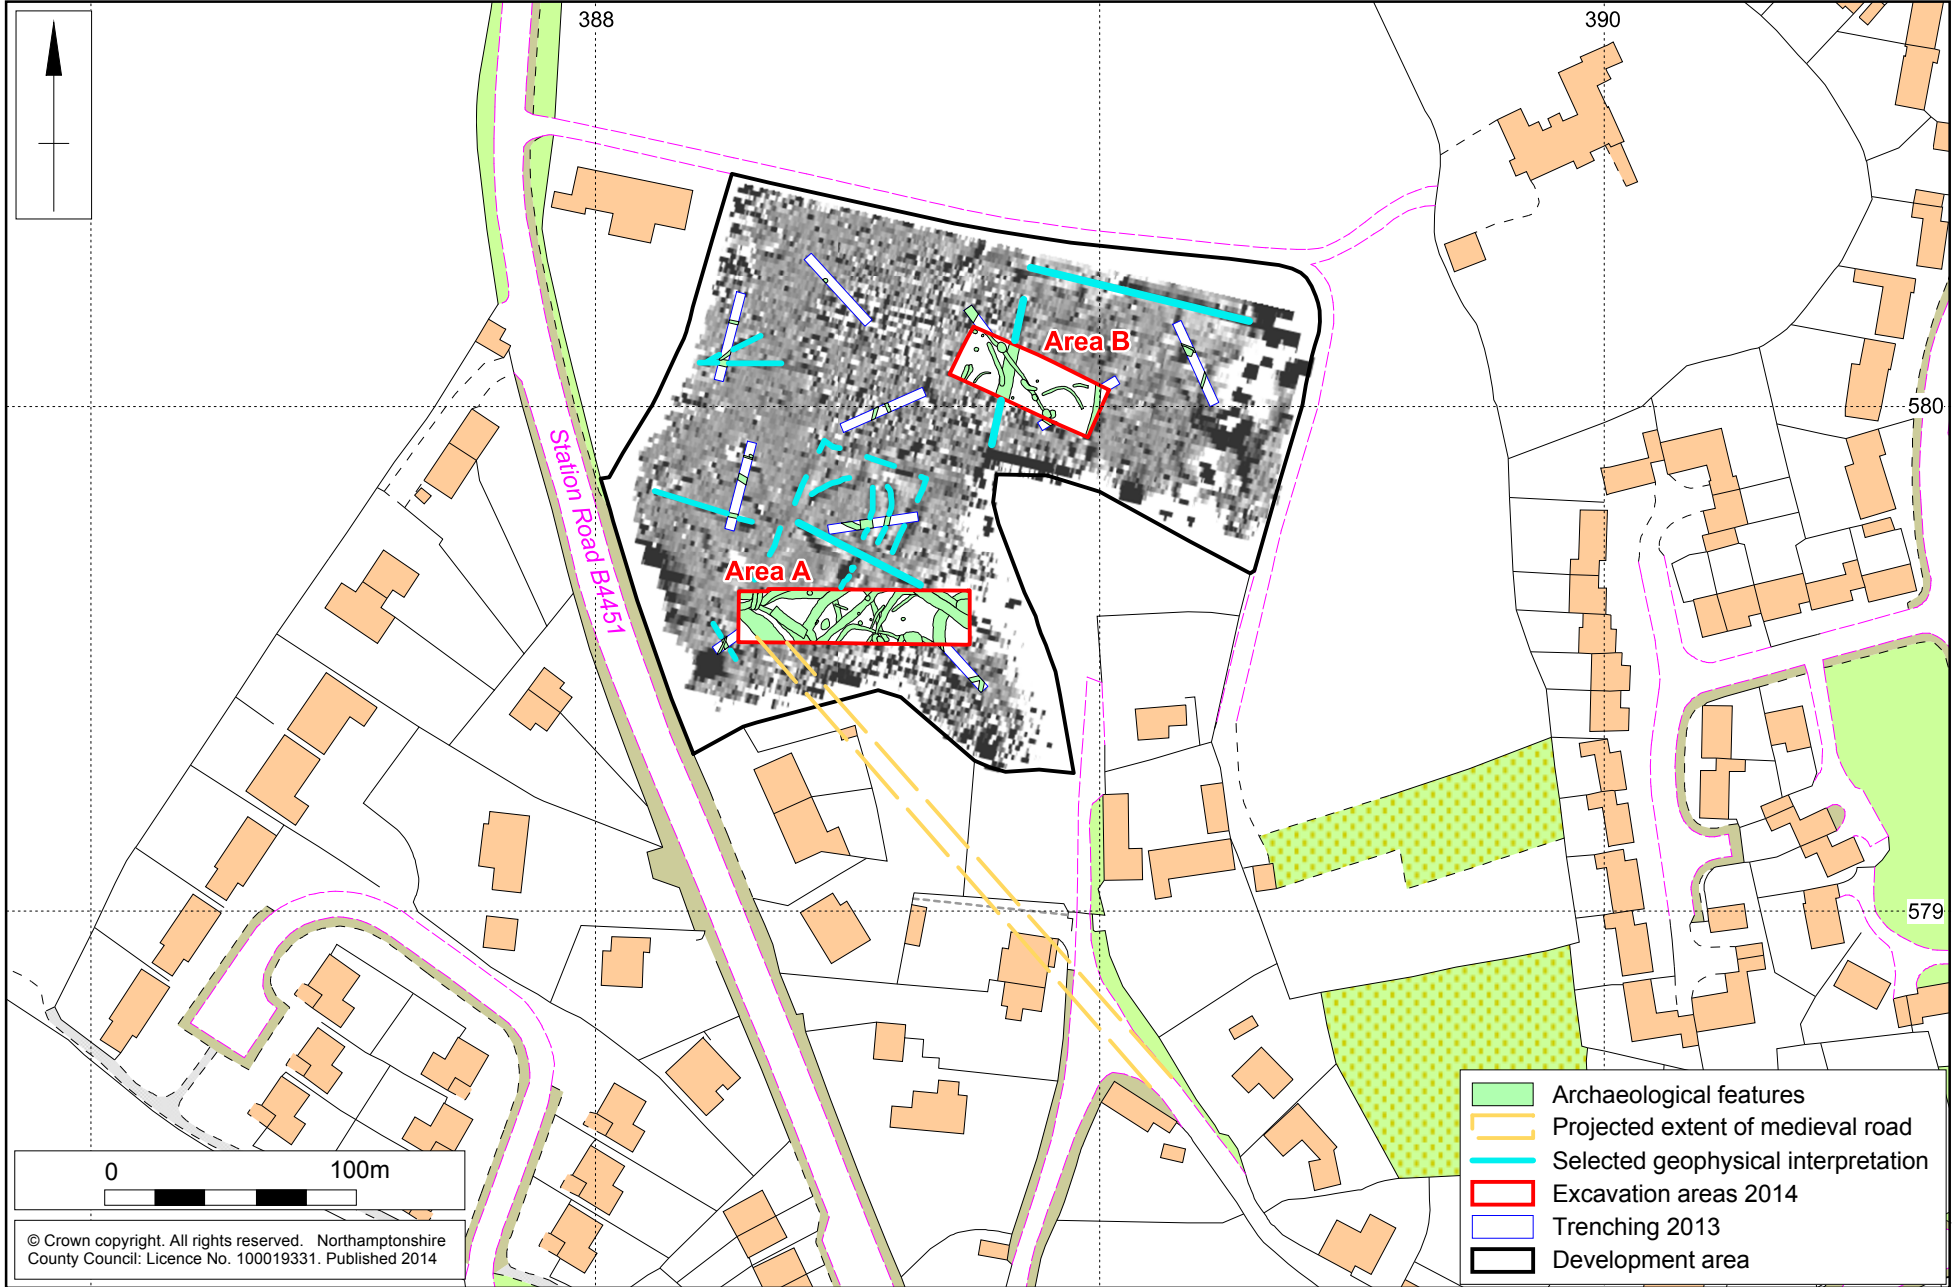 388
390
Area B
580
Station Road B4451
Area A
579
Archaeological features
Projected extent of medieval road
Selected geophysical interpretation
Excavation areas 2014
Trenching 2013
Development area
0 100m
© Crown copyright. All rights reserved. Northamptonshire
County Council: Licence No. 100019331. Published 2014